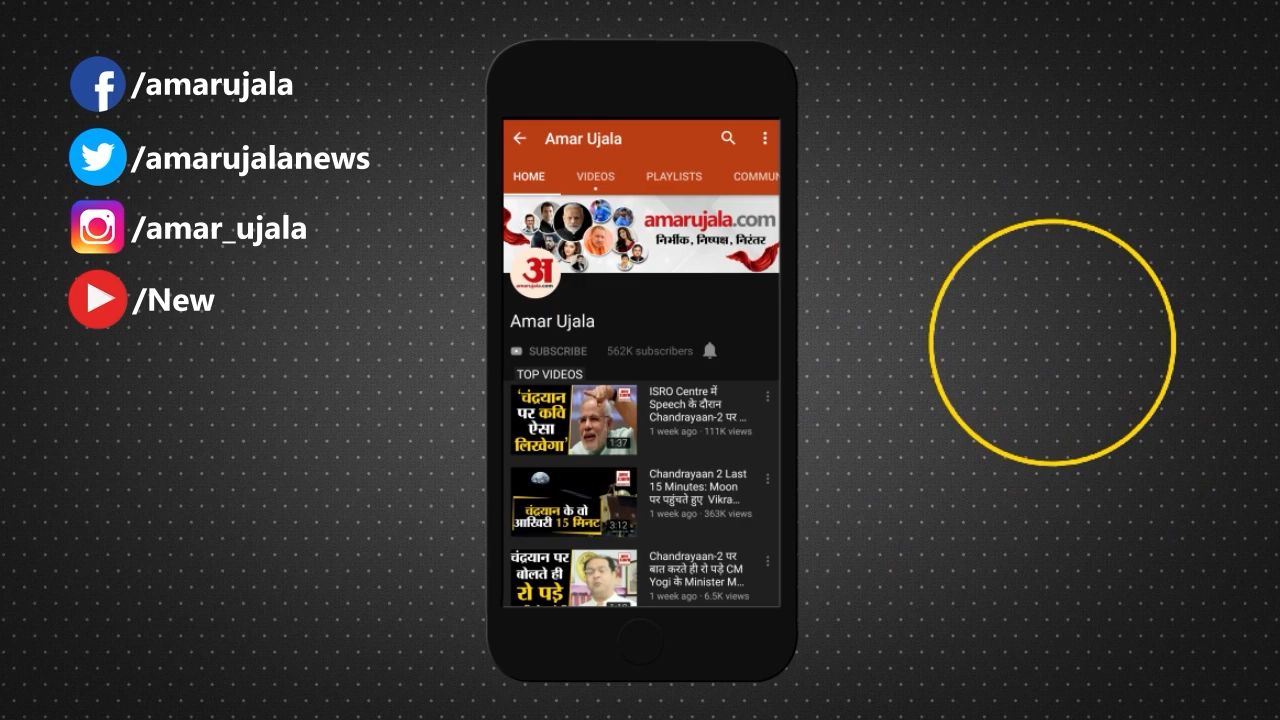 /amarujala
/amarujalanews
/amar_ujala
/New
Amar Ujala
HOME VIDEOS PLAYLISTS COMMUN
amarujala.com
निर्भीक, निष्पक्ष, निरंतर
अ
amarujala.com
Amar Ujala
SUBSCRIBE 562K subscribers
TOP VIDEOS
'चंद्रयान
पर कवि
ऐसा
लिखेगा'
1:37
ISRO Centre में
Speech के दौरान
Chandrayaan-2 पर ...
1 week ago · 111K views
चंद्रयान के वो
आखिरी 15 मिनट
3:12
Chandrayaan 2 Last
15 Minutes: Moon
पर पहुंचते हुए Vikra...
1 week ago · 363K views
चंद्रयान पर
बोलते ही
रो पड़े
Chandrayaan-2 पर
बात करते ही रो पड़े CM
Yogi के Minister M...
1 week ago · 6.5K views